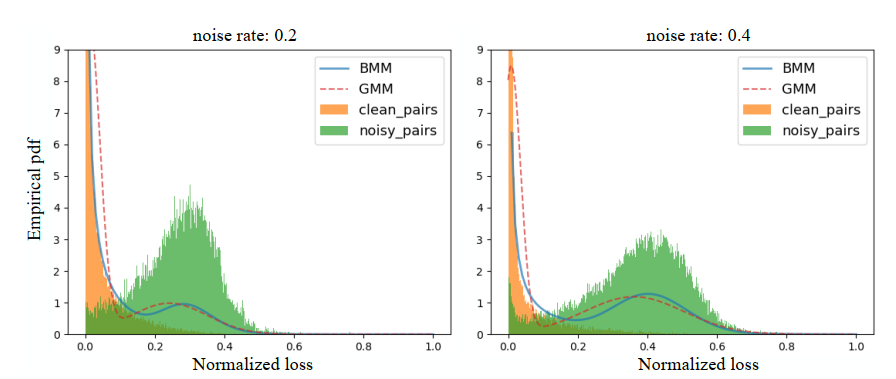 noise rate: 0.2
9
8
7
6
5
4
3
2
1
0
Empirical pdf
BMM
GMM
clean_pairs
noisy_pairs
0.0 0.2 0.4 0.6 0.8 1.0
Normalized loss
noise rate: 0.4
9
8
7
6
5
4
3
2
1
0
BMM
GMM
clean_pairs
noisy_pairs
0.0 0.2 0.4 0.6 0.8 1.0
Normalized loss